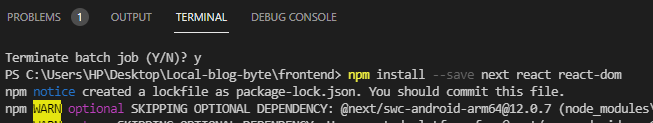 PROBLEMS 1 OUTPUT TERMINAL DEBUG CONSOLE
Terminate batch job (Y/N)? y
PS C:\Users\HP\Desktop\Local-blog-byte\frontend> npm install --save next react react-dom
npm notice created a lockfile as package-lock.json. You should commit this file.
npm WARN optional SKIPPING OPTIONAL DEPENDENCY: @next/swc-android-arm64@12.0.7 (node_modules\